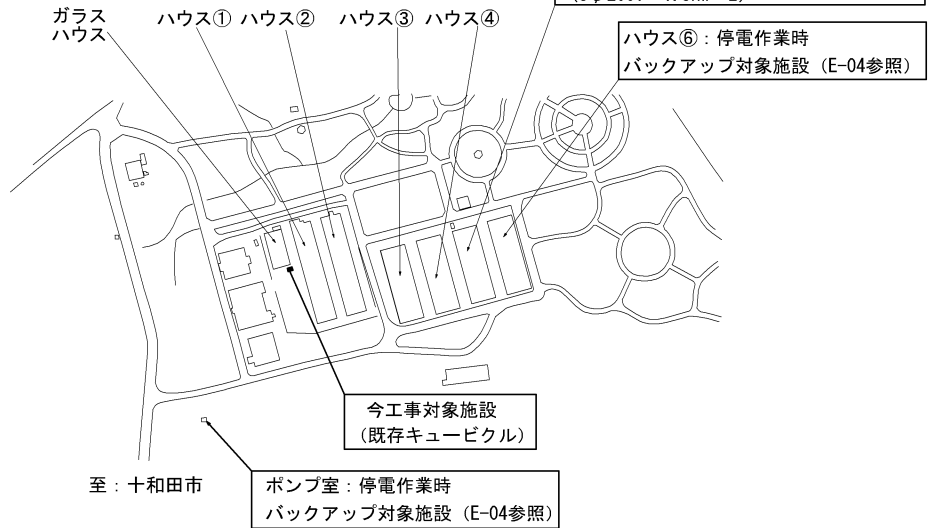 ガラス
ハウス
ハウス① ハウス②
ハウス③ ハウス④
ハウス⑥：停電作業時
バックアップ対象施設（E-04参照）
今工事対象施設
（既存キュービクル）
至：十和田市
ポンプ室：停電作業時
バックアップ対象施設（E-04参照）